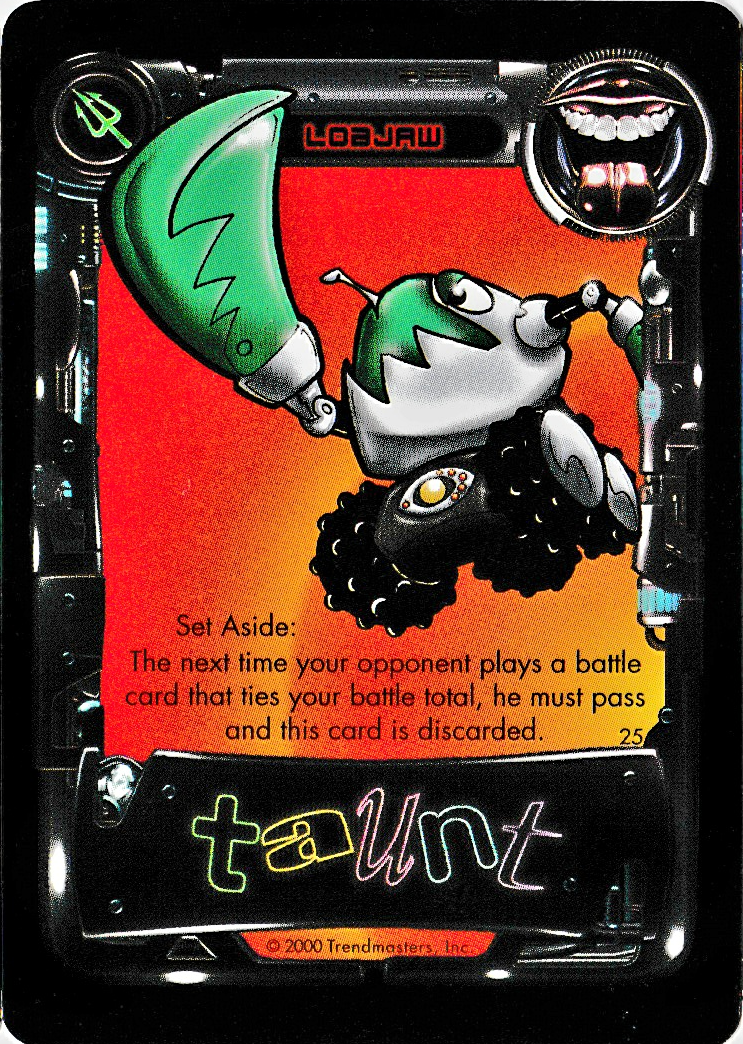 LOBJAW
Set Aside:
The next time your opponent plays a battle
card that ties your battle total, he must pass
and this card is discarded.
25
taunt
© 2000 Trendmasters, Inc.